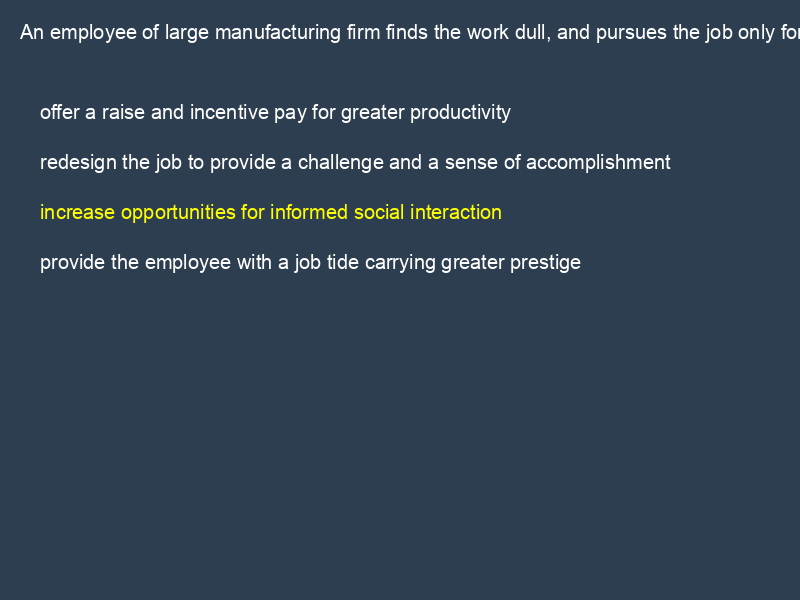 An employee of large manufacturing firm finds the work dull, and pursues the job only for
offer a raise and incentive pay for greater productivity
redesign the job to provide a challenge and a sense of accomplishment
increase opportunities for informed social interaction
provide the employee with a job tide carrying greater prestige